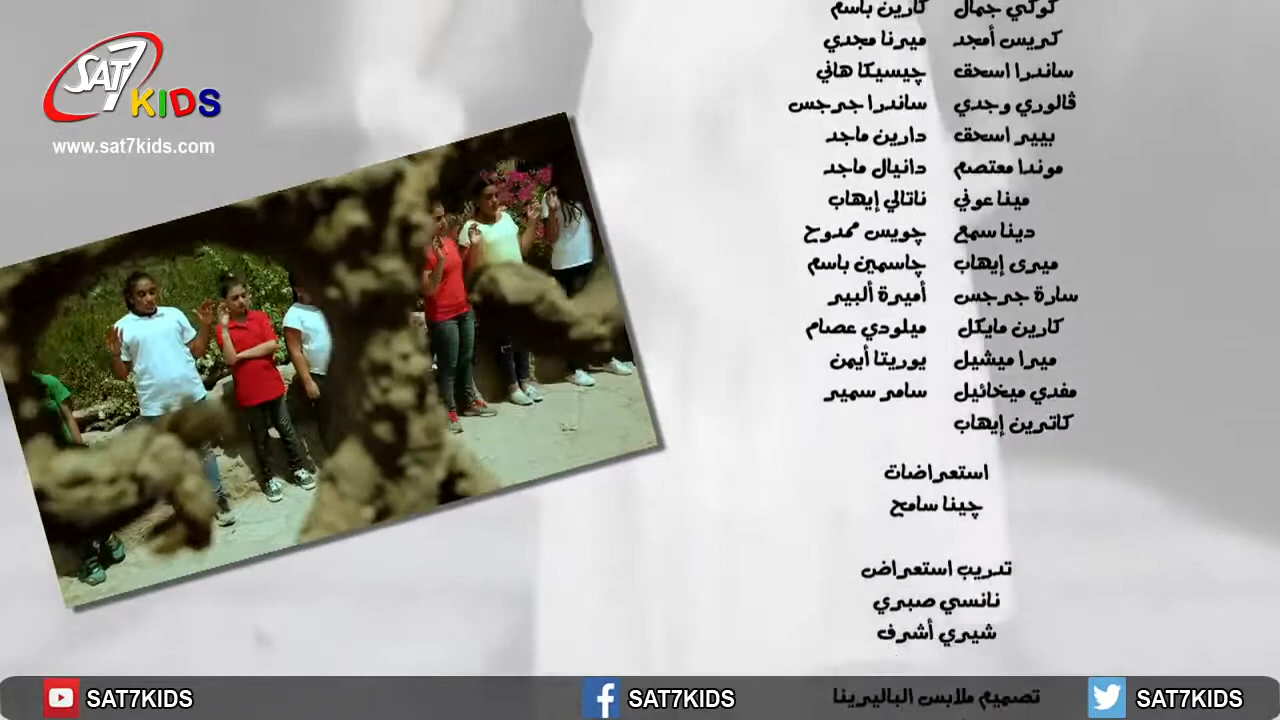 SAT7
KIDS
www.sat7kids.com
كوكي جمال كارين باسم
كريس أمجد ميرنا مجدي
ساندرا اسحق چيسيكا هاني
ڤالوري وجدي ساندرا جرجس
بيير اسحق دارين ماجد
موندا معتصم دانيال ماجد
مينا عوني ناتالي إيهاب
دينا سمع چويس ممدوح
ميرى إيهاب چاسمين باسم
سارة جرجس أميرة ألبير
كارين مايكل ميلودي عصام
ميرا ميشيل يوريتا أيمن
مفدي ميخائيل سامر سمير
كاترين إيهاب
استعراضات
چينا سامح
تدريب استعراض
نانسي صبري
شيري أشرف
تصميم ملابس الباليرينا
SAT7KIDS SAT7KIDS SAT7KIDS